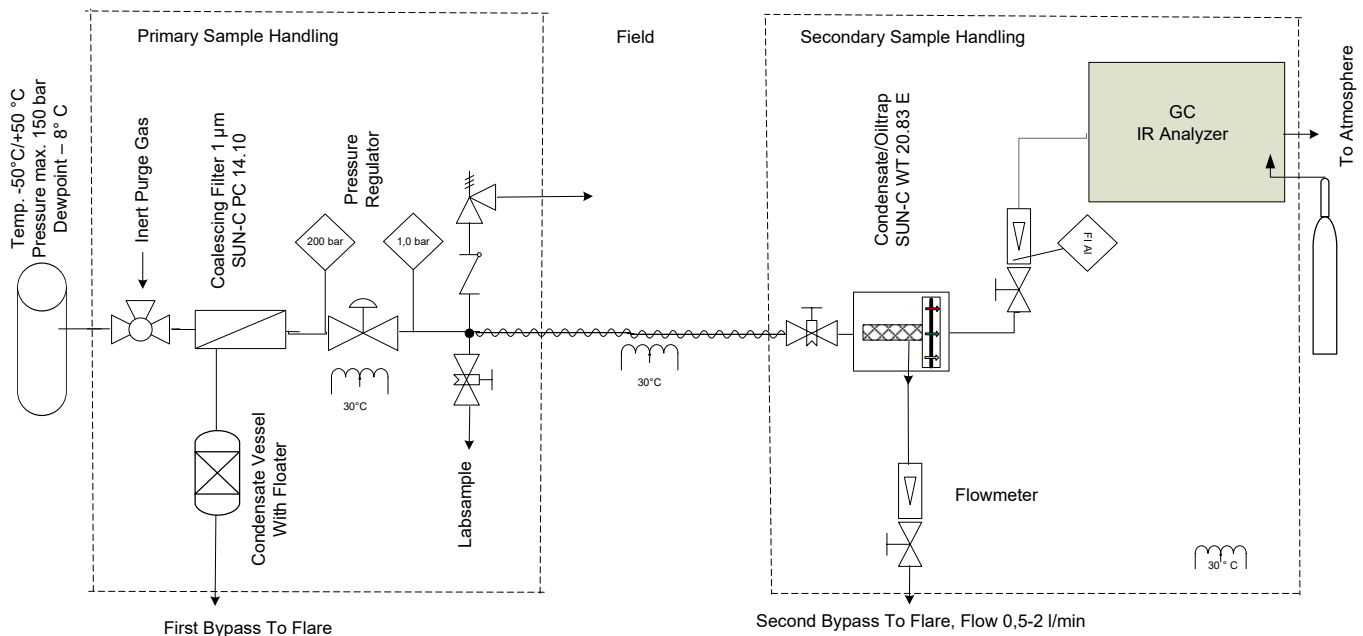 Primary Sample Handling
Field
Secondary Sample Handling
Temp. -50°C/+50 °C
Pressure max. 150 bar
Dewpoint – 8° C
Inert Purge Gas
Coalescing Filter 1 µm
SUN-C PC 14.10
Pressure
Regulator
200 bar
1,0 bar
30°C
Condensate Vessel
With Floater
Labsample
First Bypass To Flare
30°C
Condensate/Oiltrap
SUN-C WT 20.83 E
GC
IR Analyzer
To Atmosphere
FI AI
Flowmeter
30° C
Second Bypass To Flare, Flow 0,5-2 l/min